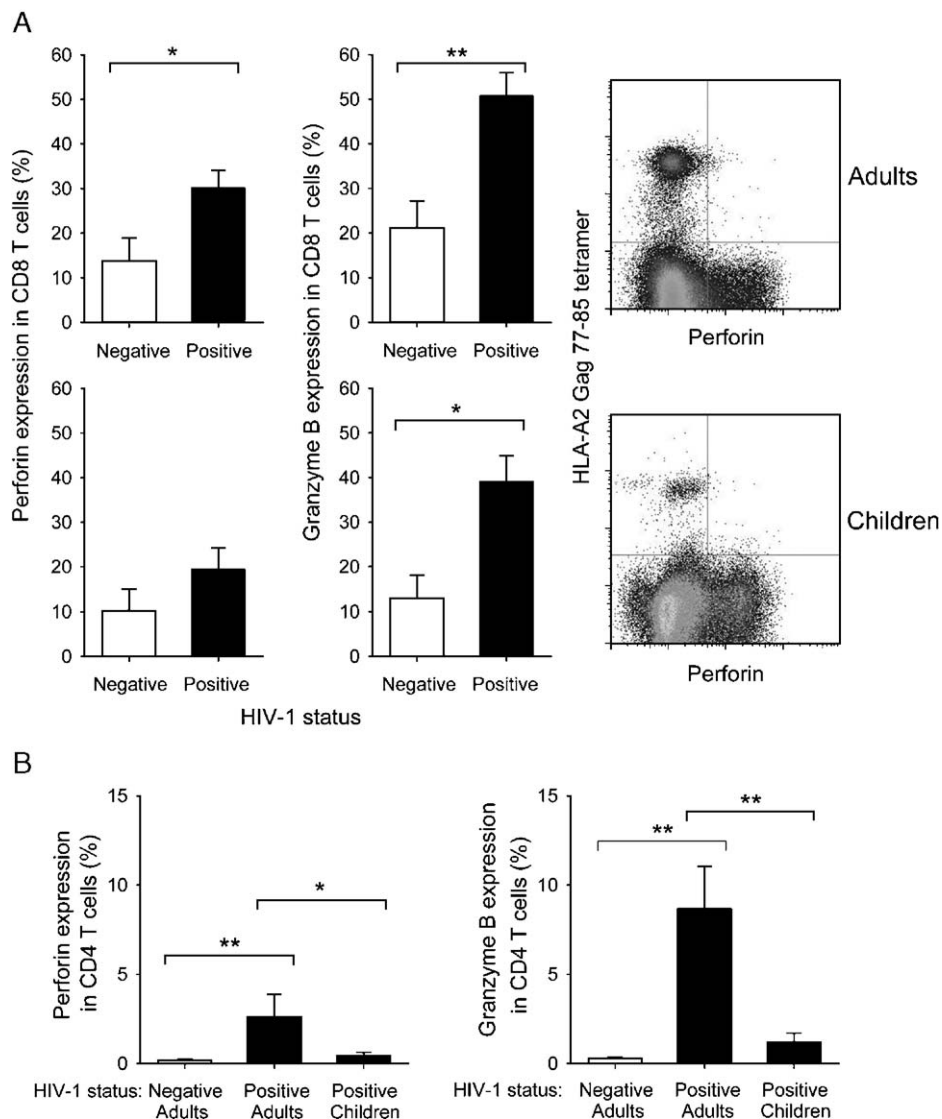 A
Perforin expression in CD8 T cells (%)
60
50
40
30
20
10
0
*
Negative Positive
60
50
40
30
20
10
0
Negative Positive
Granzyme B expression in CD8 T cells (%)
60
50
40
30
20
10
0
**
Negative Positive
60
50
40
30
20
10
0
*
Negative Positive
HIV-1 status
HLA-A2 Gag 77-85 tetramer
Adults
Perforin
Children
Perforin
B
Perforin expression
in CD4 T cells (%)
15
10
5
0
**
*
HIV-1 status: Negative Positive Positive
Adults Adults Children
Granzyme B expression
in CD4 T cells (%)
15
10
5
0
**
**
HIV-1 status: Negative Positive Positive
Adults Adults Children